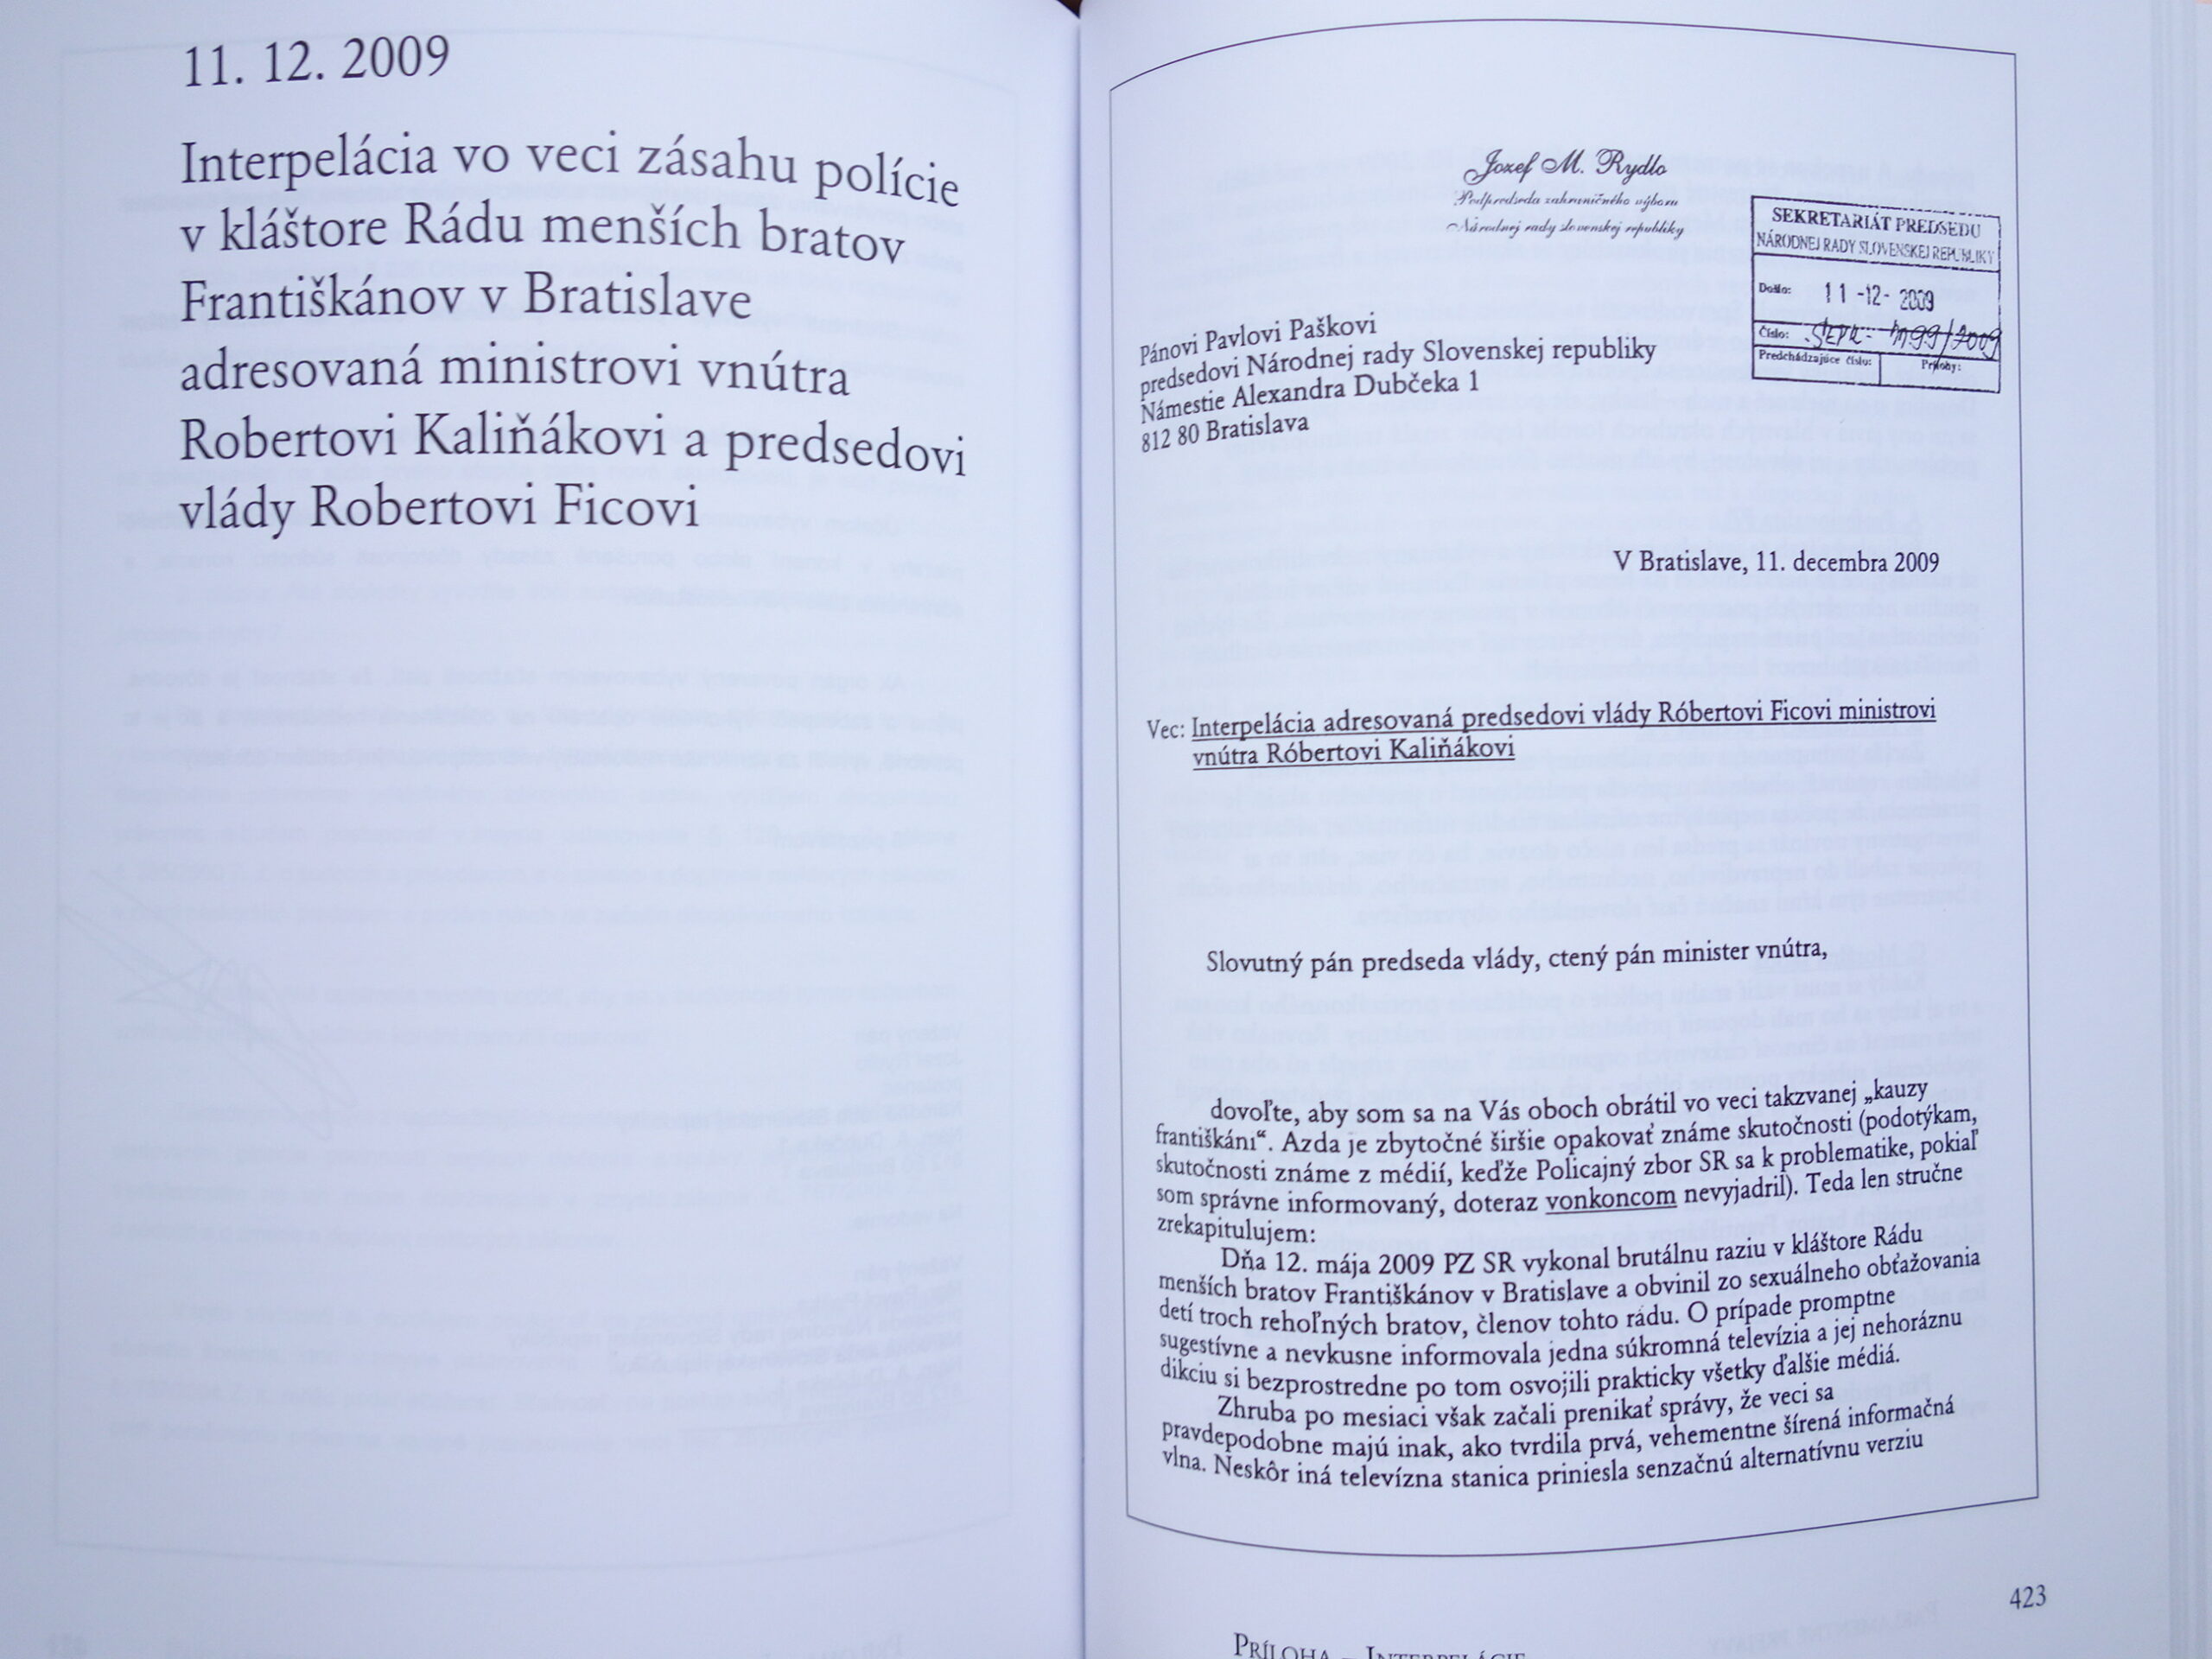 11. 12. 2009
Interpelácia vo veci zásahu polície
v kláštore Rádu menších bratov
Františkánov v Bratislave
adresovaná ministrovi vnútra
Robertovi Kaliňákovi a predsedovi
vlády Robertovi Ficovi
Jozef M. Rydlo
Podpredseda zahraničného výboru
Národnej rady slovenskej republiky
SEKRETARIÁT PREDSEDU
NÁRODNEJ RADY SLOVENSKEJ REPUBLIKY
Došlo: 11 -12- 2009
Číslo:
Predchádzajúce číslo: Prílohy:
Pánovi Pavlovi Paškovi
predsedovi Národnej rady Slovenskej republiky
Námestie Alexandra Dubčeka 1
812 80 Bratislava
V Bratislave, 11. decembra 2009
Vec: Interpelácia adresovaná predsedovi vlády Róbertovi Ficovi ministrovi
vnútra Róbertovi Kaliňákovi
Slovutný pán predseda vlády, ctený pán minister vnútra,
dovoľte, aby som sa na Vás oboch obrátil vo veci takzvanej „kauzy
františkáni“. Azda je zbytočné širšie opakovať známe skutočnosti (podotýkam,
skutočnosti známe z médií, keďže Policajný zbor SR sa k problematike, pokiaľ
som správne informovaný, doteraz vonkoncom nevyjadril). Teda len stručne
zrekapitulujem:
Dňa 12. mája 2009 PZ SR vykonal brutálnu raziu v kláštore Rádu
menších bratov Františkánov v Bratislave a obvinil zo sexuálneho obťažovania
detí troch rehoľných bratov, členov tohto rádu. O prípade promptne
sugestívne a nevkusne informovala jedna súkromná televízia a jej nehoráznu
dikciu si bezprostredne po tom osvojili prakticky všetky ďalšie médiá.
Zhruba po mesiaci však začali prenikať správy, že veci sa
pravdepodobne majú inak, ako tvrdila prvá, vehementne šírená informačná
vlna. Neskôr iná televízna stanica priniesla senzačnú alternatívnu verziu
423
PRÍLOHA – INTERPELÁCIE